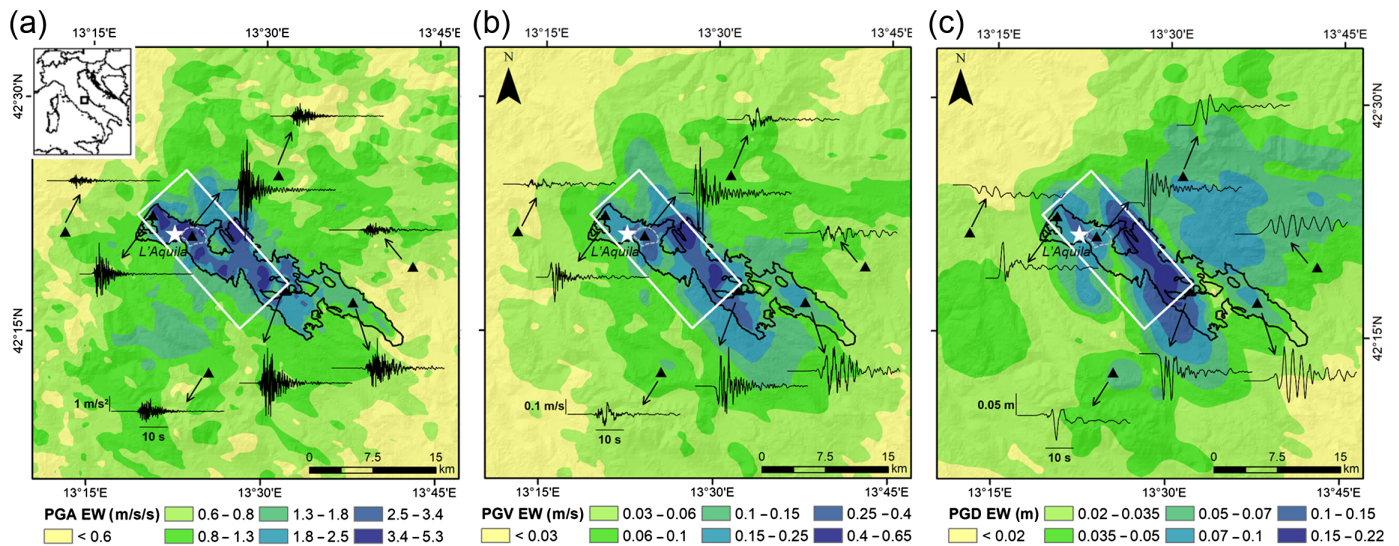 (a)
13°15'E
13°30'E
13°45'E
42°30'N
42°15'N
L'Aquila
1 m/s²
10 s
0
7.5
15
km
13°15'E
13°30'E
13°45'E
PGA EW (m/s/s)
< 0.6
0.6 – 0.8
0.8 – 1.3
1.3 – 1.8
1.8 – 2.5
2.5 – 3.4
3.4 – 5.3
(b)
13°15'E
13°30'E
13°45'E
N
L'Aquila
0.1 m/s
10 s
0
7.5
15
km
13°15'E
13°30'E
13°45'E
PGV EW (m/s)
< 0.03
0.03 – 0.06
0.06 – 0.1
0.1 – 0.15
0.15 – 0.25
0.25 – 0.4
0.4 – 0.65
(c)
13°15'E
13°30'E
13°45'E
N
42°30'N
42°15'N
L'Aquila
0.05 m
10 s
0
7.5
15
km
13°15'E
13°30'E
13°45'E
PGD EW (m)
< 0.02
0.02 – 0.035
0.035 – 0.05
0.05 – 0.07
0.07 – 0.1
0.1 – 0.15
0.15 – 0.22